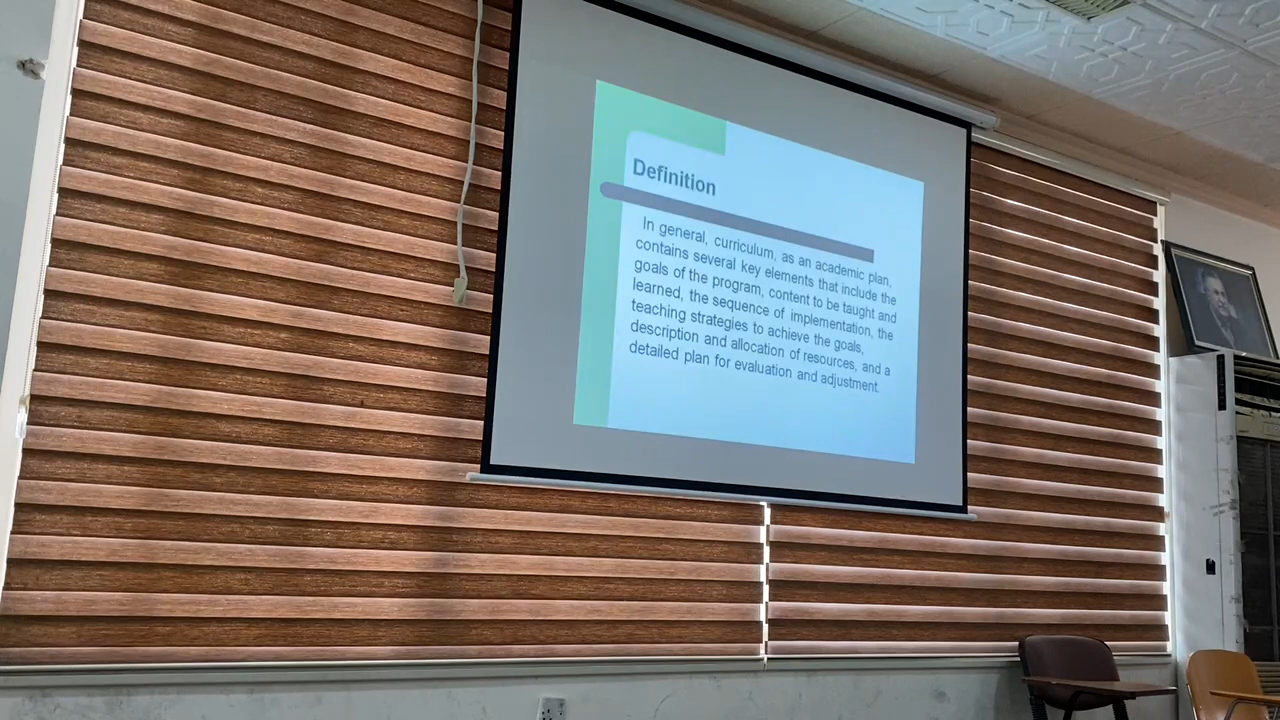 Definition
In general, curriculum, as an academic plan,
contains several key elements that include the
goals of the program, content to be taught and
learned, the sequence of implementation, the
teaching strategies to achieve the goals,
description and allocation of resources, and a
detailed plan for evaluation and adjustment.